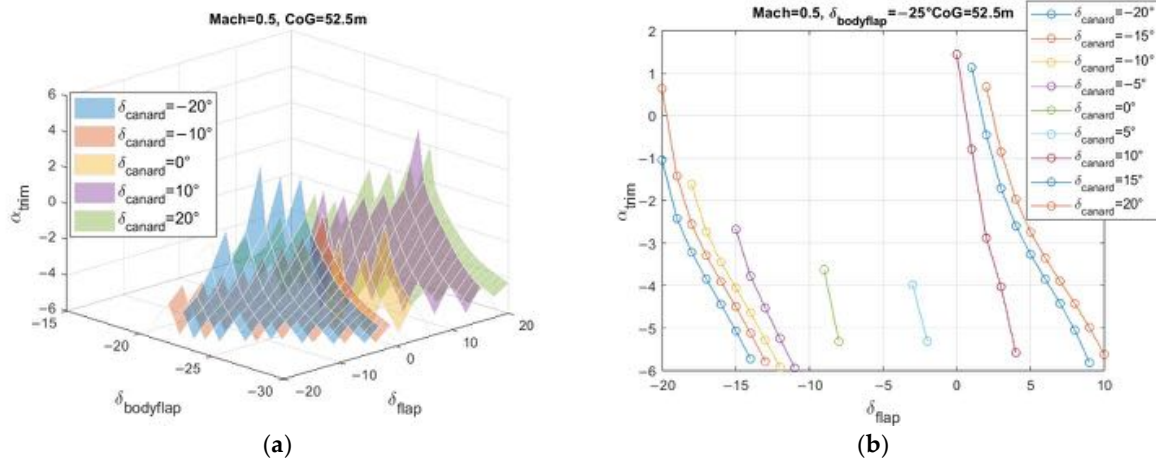 Mach=0.5, CoG=52.5m
6
4
2
0
−2
−4
−6
α_trim
δ_canard=−20°
δ_canard=−10°
δ_canard=0°
δ_canard=10°
δ_canard=20°
−15
−20
−25
−30
δ_bodyflap
−20
−10
0
10
20
δ_flap
(a)
Mach=0.5, δ_bodyflap=−25°CoG=52.5m
2
1
0
−1
−2
−3
−4
−5
−6
α_trim
−20
−15
−10
−5
0
5
10
δ_flap
δ_canard=−20°
δ_canard=−15°
δ_canard=−10°
δ_canard=−5°
δ_canard=0°
δ_canard=5°
δ_canard=10°
δ_canard=15°
δ_canard=20°
(b)